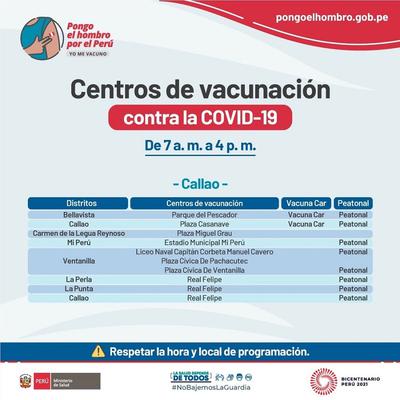 Pongo
el hombro
por el Perú
YO ME VACUNO
pongoelhombro.gob.pe
Centros de vacunación
contra la COVID-19
De 7 a. m. a 4 p. m.
- Callao -
Distritos Centros de vacunación Vacuna Car Peatonal
Bellavista Parque del Pescador Vacuna Car Peatonal
Callao Plaza Casanave Vacuna Car Peatonal
Carmen de la Legua Reynoso Plaza Miguel Grau
Mi Perú Estadio Municipal Mi Perú Peatonal
Ventanilla Liceo Naval Capitán Corbeta Manuel Cavero Peatonal
Plaza Cívica De Pachacutec
Plaza Cívica De Ventanilla Peatonal
La Perla Real Felipe Peatonal
La Punta Real Felipe Peatonal
Callao Real Felipe Peatonal
Respetar la hora y local de programación.
PERÚ Ministerio de Salud
LA SALUD DEPENDE
DE TODOS
#NoBajemosLaGuardia
BICENTENARIO
PERÚ 2021